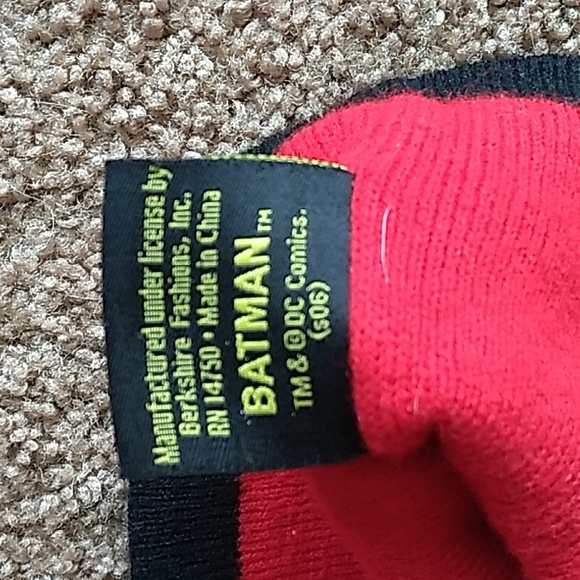 Manufactured under license by
Berkshire Fashions, Inc.
RN 14750 • Made in China
BATMAN™
TM & © DC Comics.
(s06)